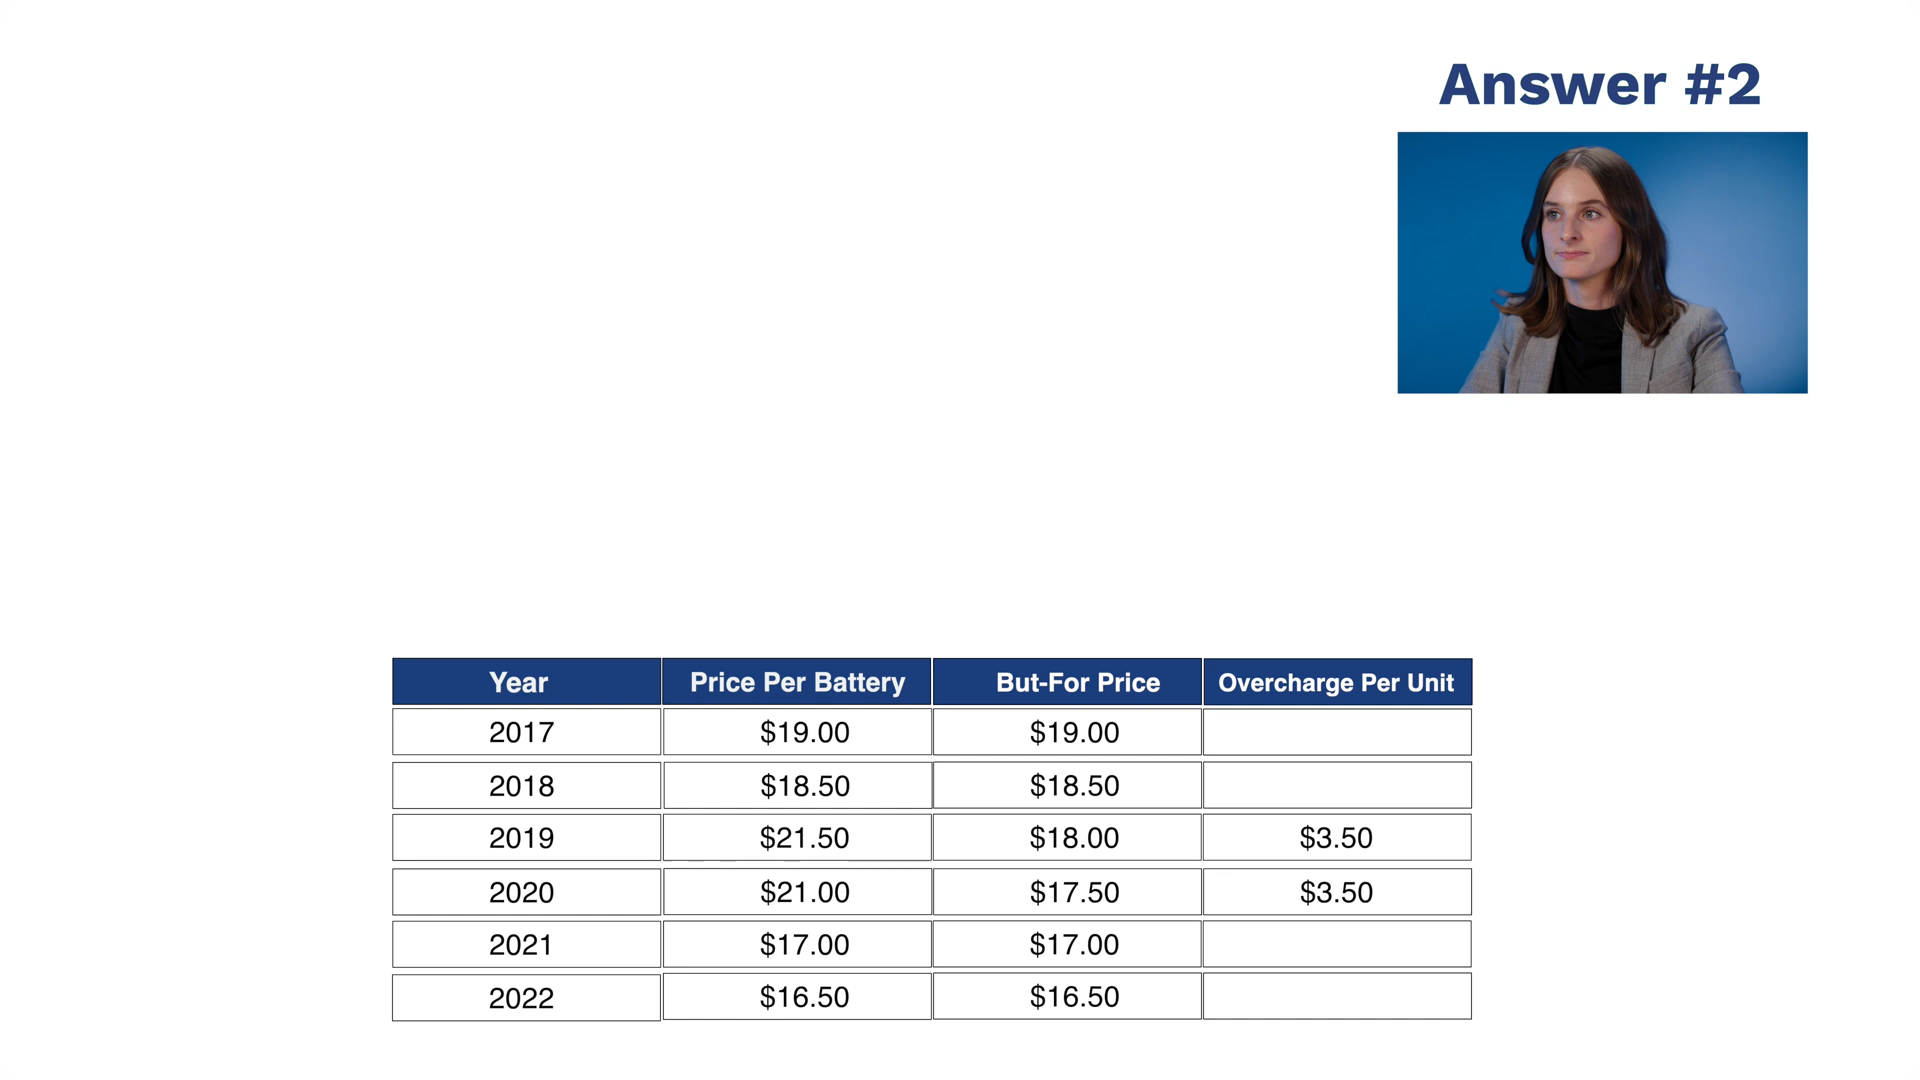 Answer #2
Year Price Per Battery But-For Price Overcharge Per Unit
2017 $19.00 $19.00
2018 $18.50 $18.50
2019 $21.50 $18.00 $3.50
2020 $21.00 $17.50 $3.50
2021 $17.00 $17.00
2022 $16.50 $16.50